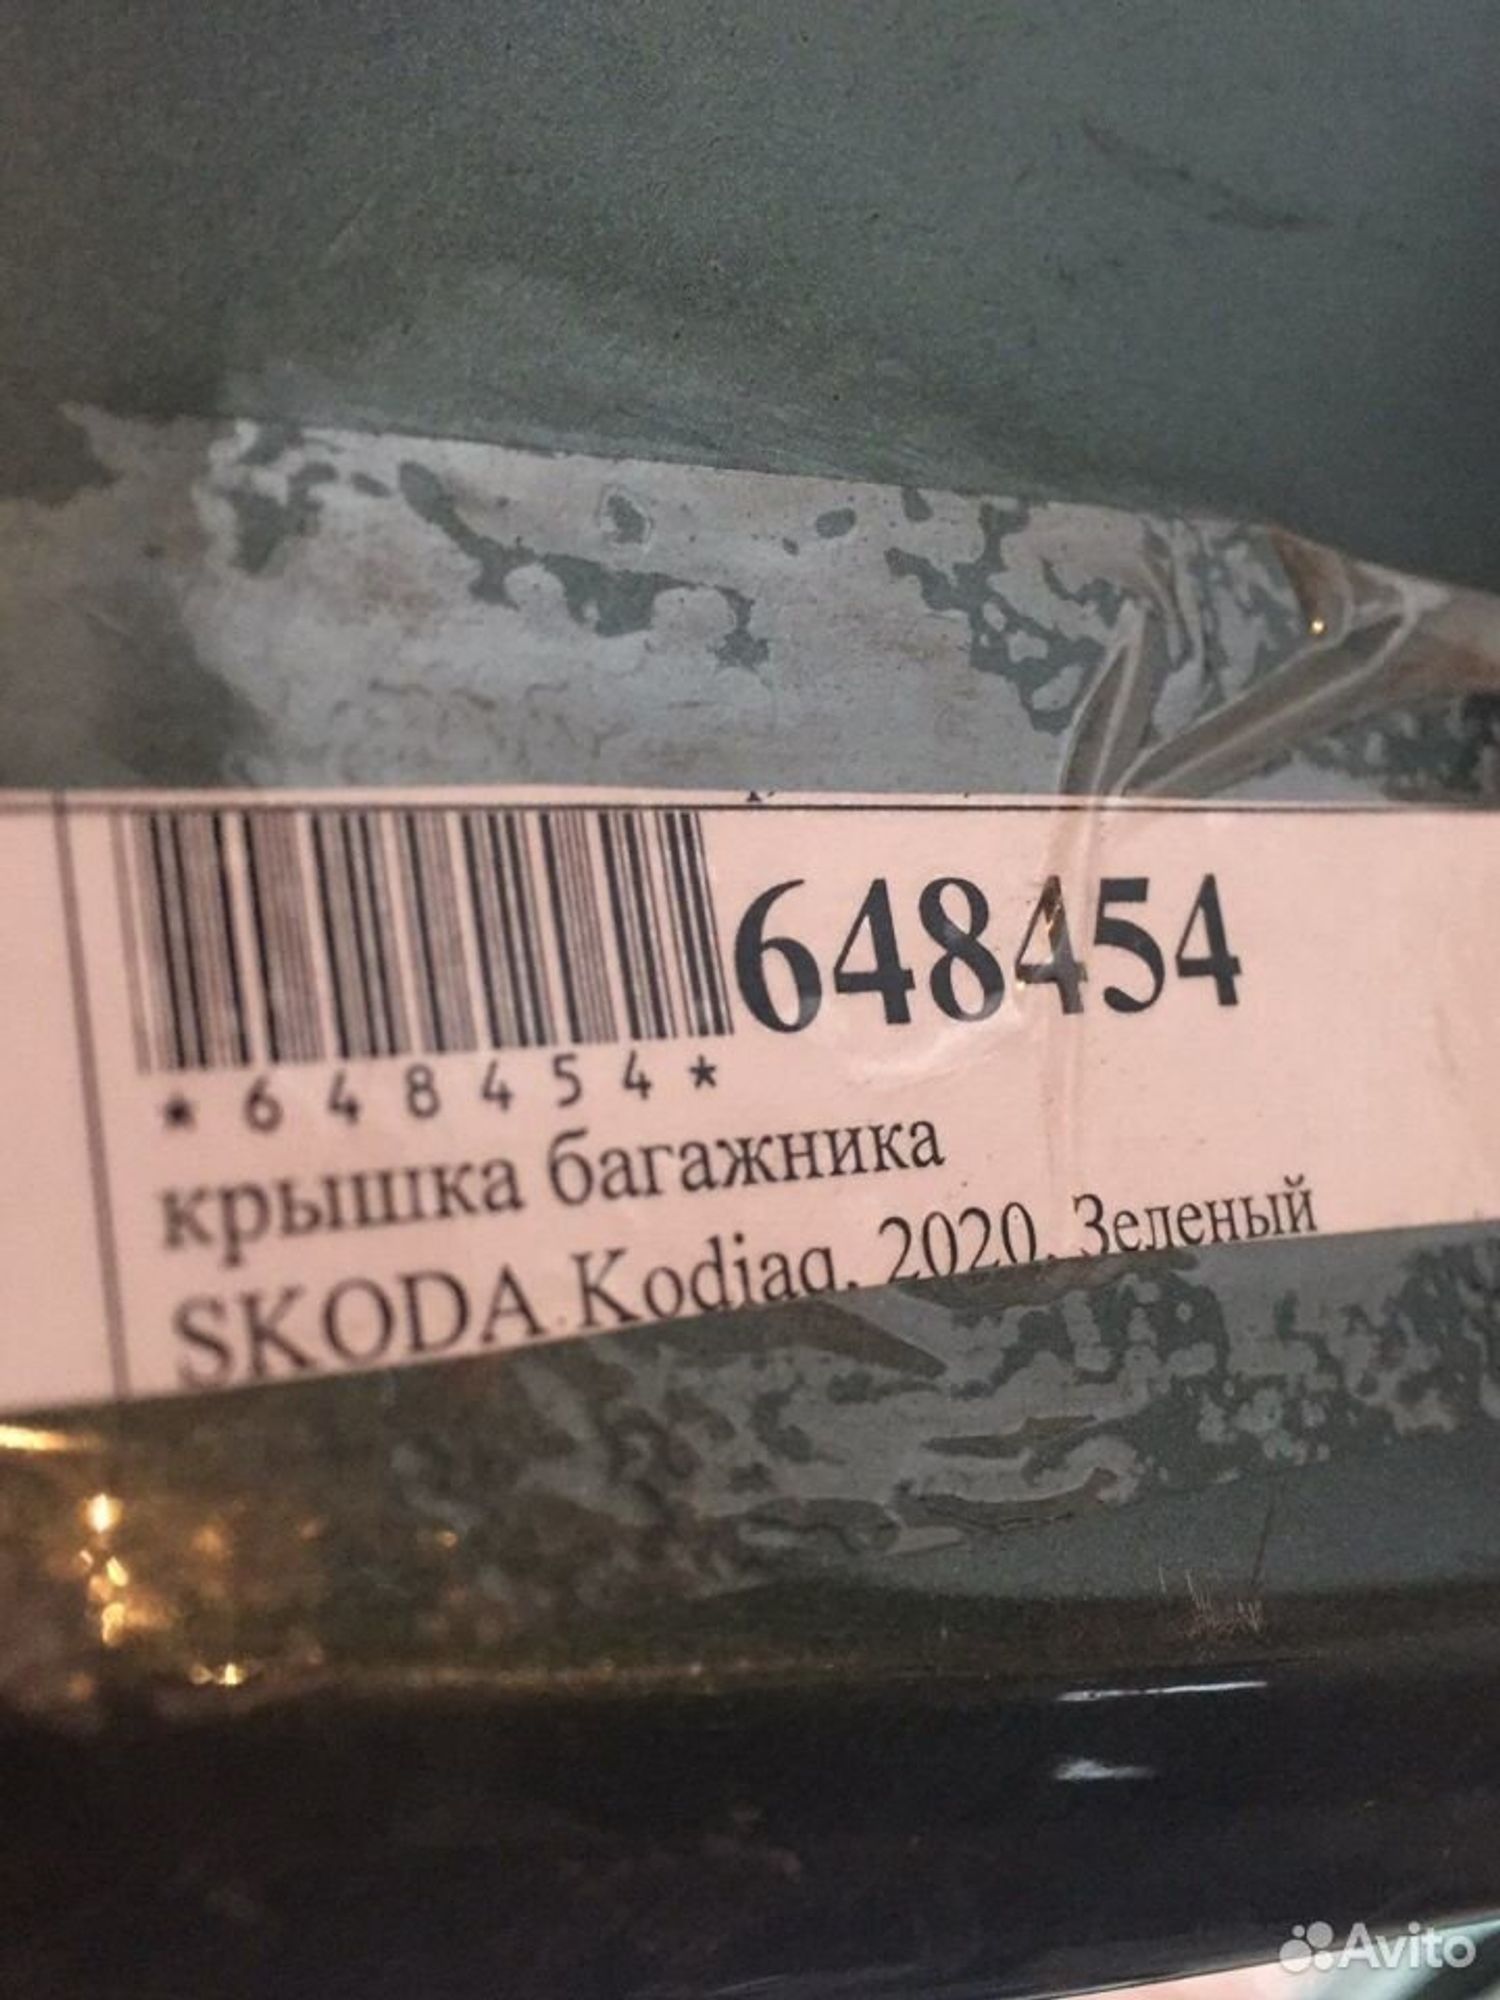 648454
*648454*
крышка багажника
SKODA Kodiaq, 2020, Зеленый
Avito